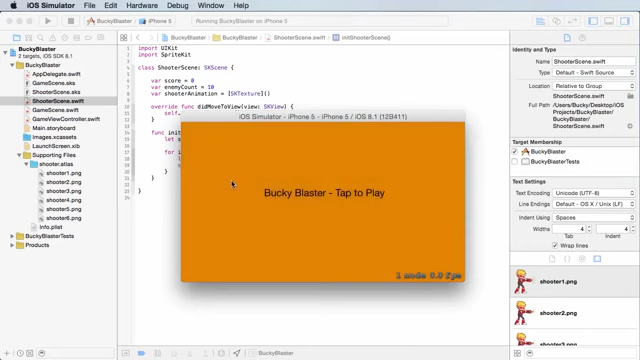 iOS Simulator File Edit Hardware Debug Window Help
BuckyBlaster iPhone 5 Running BuckyBlaster on iPhone 5
BuckyBlaster BuckyBlaster ShooterScene.swift initShooterScene()
BuckyBlaster
2 targets, iOS SDK 8.1
BuckyBlaster
AppDelegate.swift
GameScene.sks
ShooterScene.sks
ShooterScene.swift
GameScene.swift
GameViewController.swift
Main.storyboard
Images.xcassets
LaunchScreen.xib
Supporting Files
shooter.atlas
shooter1.png
shooter2.png
shooter3.png
shooter4.png
shooter5.png
shooter6.png
Info.plist
BuckyBlasterTests
Products
import UIKit
import SpriteKit
class ShooterScene: SKScene {
var score = 0
var enemyCount = 10
var shooterAnimation = [SKTexture]()
override func didMoveToView(view: SKView) {
self.
}
func init
let s
for i
}
}
}
iOS Simulator - iPhone 5 - iPhone 5 / iOS 8.1 (12B411)
Bucky Blaster - Tap to Play
1 node 0.0 fps
Identity and Type
Name ShooterScene.swift
Type Default - Swift Source
Location Relative to Group
ShooterScene.swift
Full Path /Users/Bucky/Desktop/
iOS Projects/
BuckyBlaster/
BuckyBlaster/
ShooterScene.swift
Target Membership
BuckyBlaster
BuckyBlasterTests
Text Settings
Text Encoding Unicode (UTF-8)
Line Endings Default - OS X / Unix (LF)
Indent Using Spaces
Widths 4 4
Tab Indent
Wrap lines
shooter1.png
shooter2.png
shooter3.png
BuckyBlaster